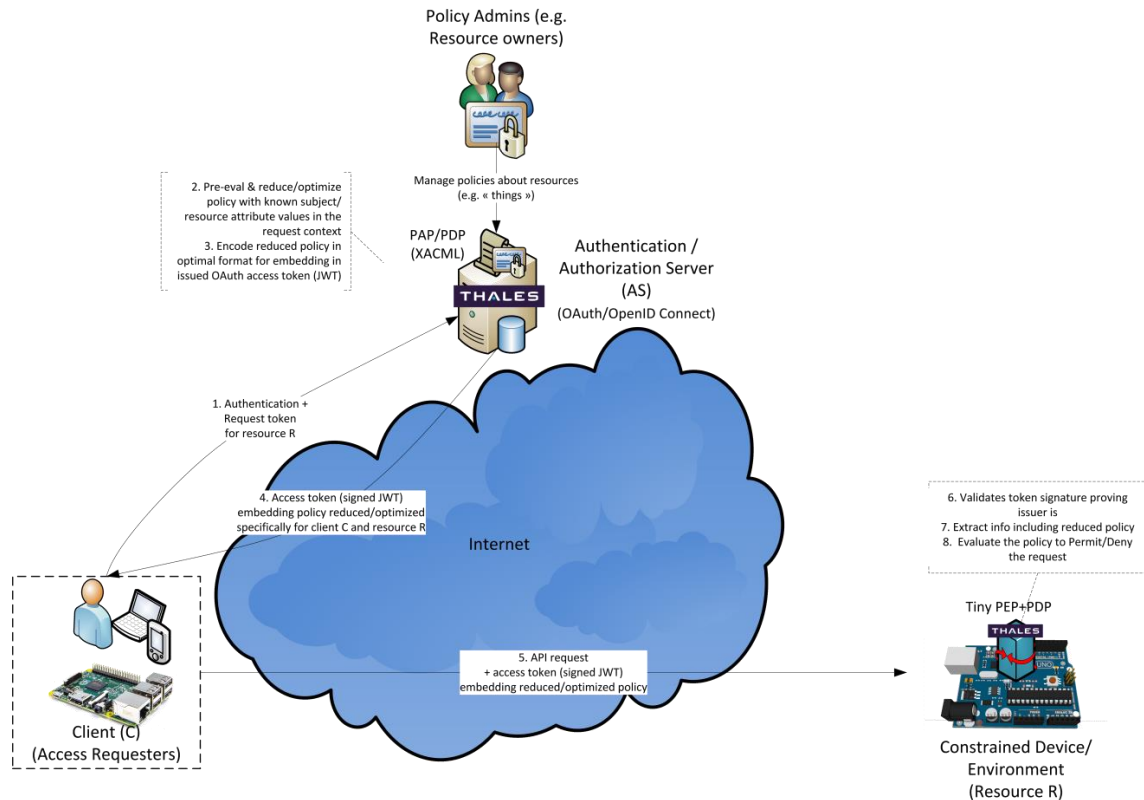 Policy Admins (e.g.
Resource owners)
Manage policies about resources
(e.g. « things »)
2. Pre-eval & reduce/optimize
policy with known subject/
resource attribute values in the
request context
3. Encode reduced policy in
optimal format for embedding in
issued OAuth access token (JWT)
PAP/PDP
(XACML)
THALES
Authentication /
Authorization Server
(AS)
(OAuth/OpenID Connect)
1. Authentication +
Request token
for resource R
4. Access token (signed JWT)
embedding policy reduced/optimized
specifically for client C and resource R
Internet
6. Validates token signature proving
issuer is
7. Extract info including reduced policy
8. Evaluate the policy to Permit/Deny
the request
Tiny PEP+PDP
THALES
UNO
5. API request
+ access token (signed JWT)
embedding reduced/optimized policy
Client (C)
(Access Requesters)
Constrained Device/
Environment
(Resource R)